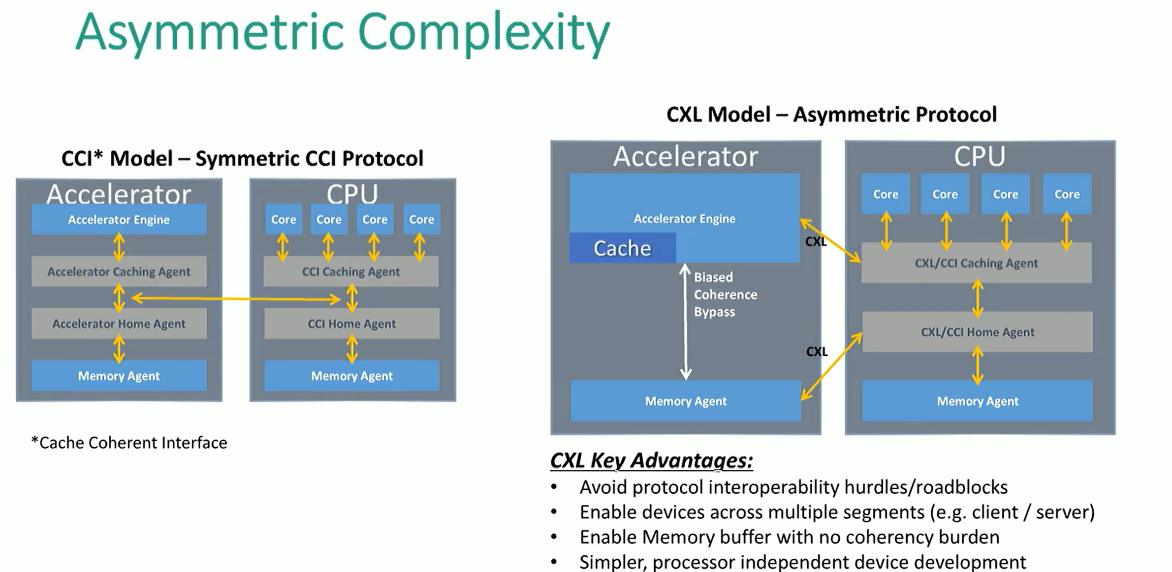 Asymmetric Complexity
CCI* Model – Symmetric CCI Protocol
Accelerator
Accelerator Engine
Accelerator Caching Agent
Accelerator Home Agent
Memory Agent
CPU
Core Core Core Core
CCI Caching Agent
CCI Home Agent
Memory Agent
*Cache Coherent Interface
CXL Model – Asymmetric Protocol
Accelerator
Accelerator Engine
Cache
Biased
Coherence
Bypass
Memory Agent
CXL
CXL
CPU
Core Core Core Core
CXL/CCI Caching Agent
CXL/CCI Home Agent
Memory Agent
CXL Key Advantages:
• Avoid protocol interoperability hurdles/roadblocks
• Enable devices across multiple segments (e.g. client / server)
• Enable Memory buffer with no coherency burden
• Simpler, processor independent device development